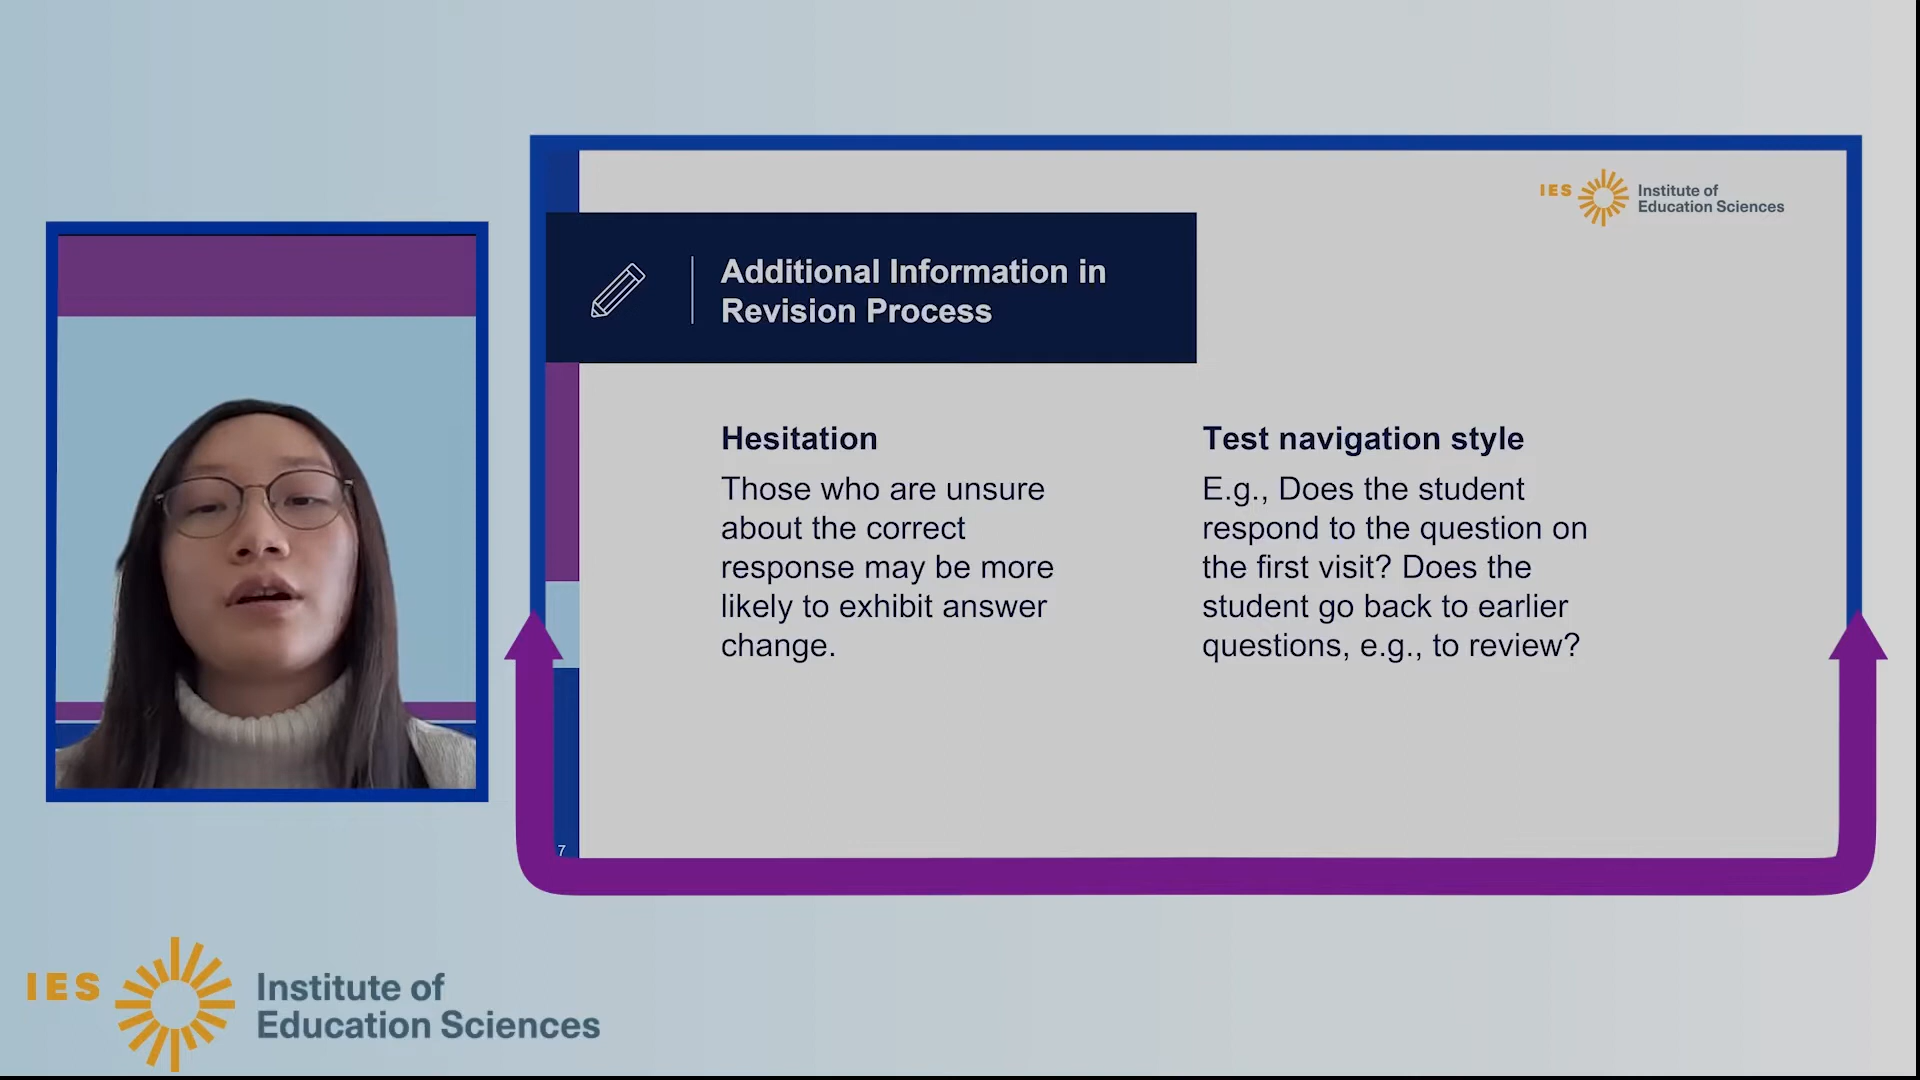 IES Institute of
Education Sciences
Additional Information in
Revision Process
Hesitation
Those who are unsure
about the correct
response may be more
likely to exhibit answer
change.
Test navigation style
E.g., Does the student
respond to the question on
the first visit? Does the
student go back to earlier
questions, e.g., to review?
7
IES Institute of
Education Sciences